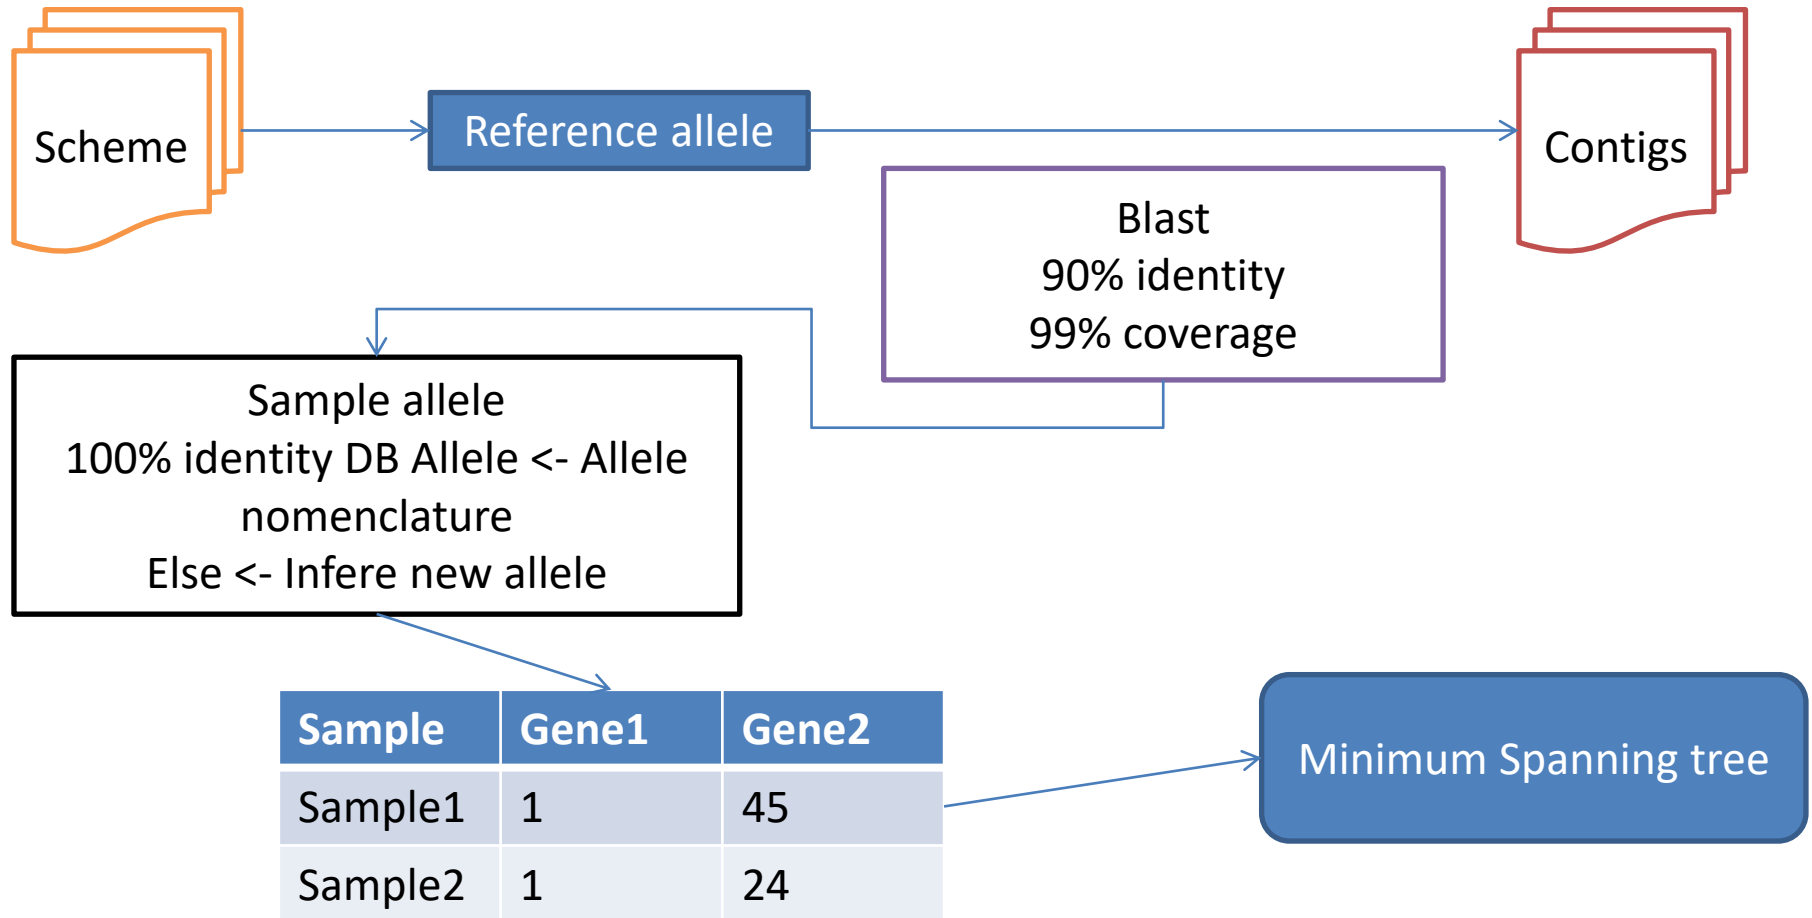 Scheme
Reference allele
Contigs
Blast
90% identity
99% coverage
Sample allele
100% identity DB Allele <- Allele
nomenclature
Else <- Infere new allele
Sample Gene1 Gene2
Sample1 1 45
Sample2 1 24
Minimum Spanning tree